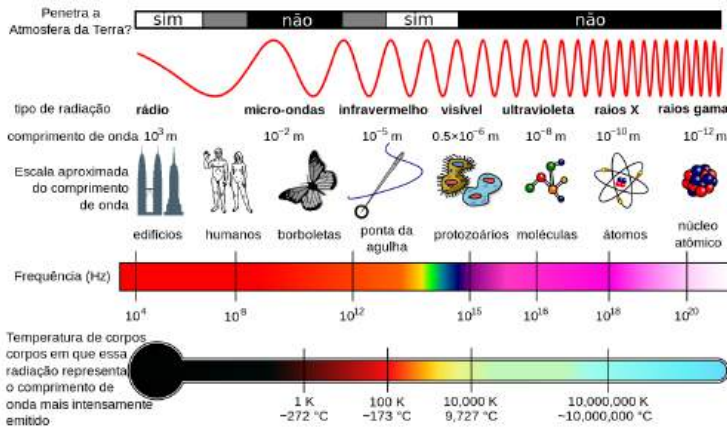 Penetra a
Atmosfera da Terra?
sim não sim não
tipo de radiação rádio micro-ondas infravermelho visível ultravioleta raios X raios gama
comprimento de onda 10³ m 10⁻² m 10⁻⁵ m 0.5×10⁻⁶ m 10⁻⁸ m 10⁻¹⁰ m 10⁻¹² m
Escala aproximada
do comprimento
de onda
edifícios humanos borboletas ponta da agulha protozoários moléculas átomos núcleo atômico
Frequência (Hz)
10⁴ 10⁸ 10¹² 10¹⁵ 10¹⁶ 10¹⁸ 10²⁰
Temperatura de corpos
corpos em que essa
radiação representa
o comprimento de
onda mais intensamente
emitido
1 K 100 K 10,000 K 10,000,000 K
−272 °C −173 °C 9,727 °C ~10,000,000 °C